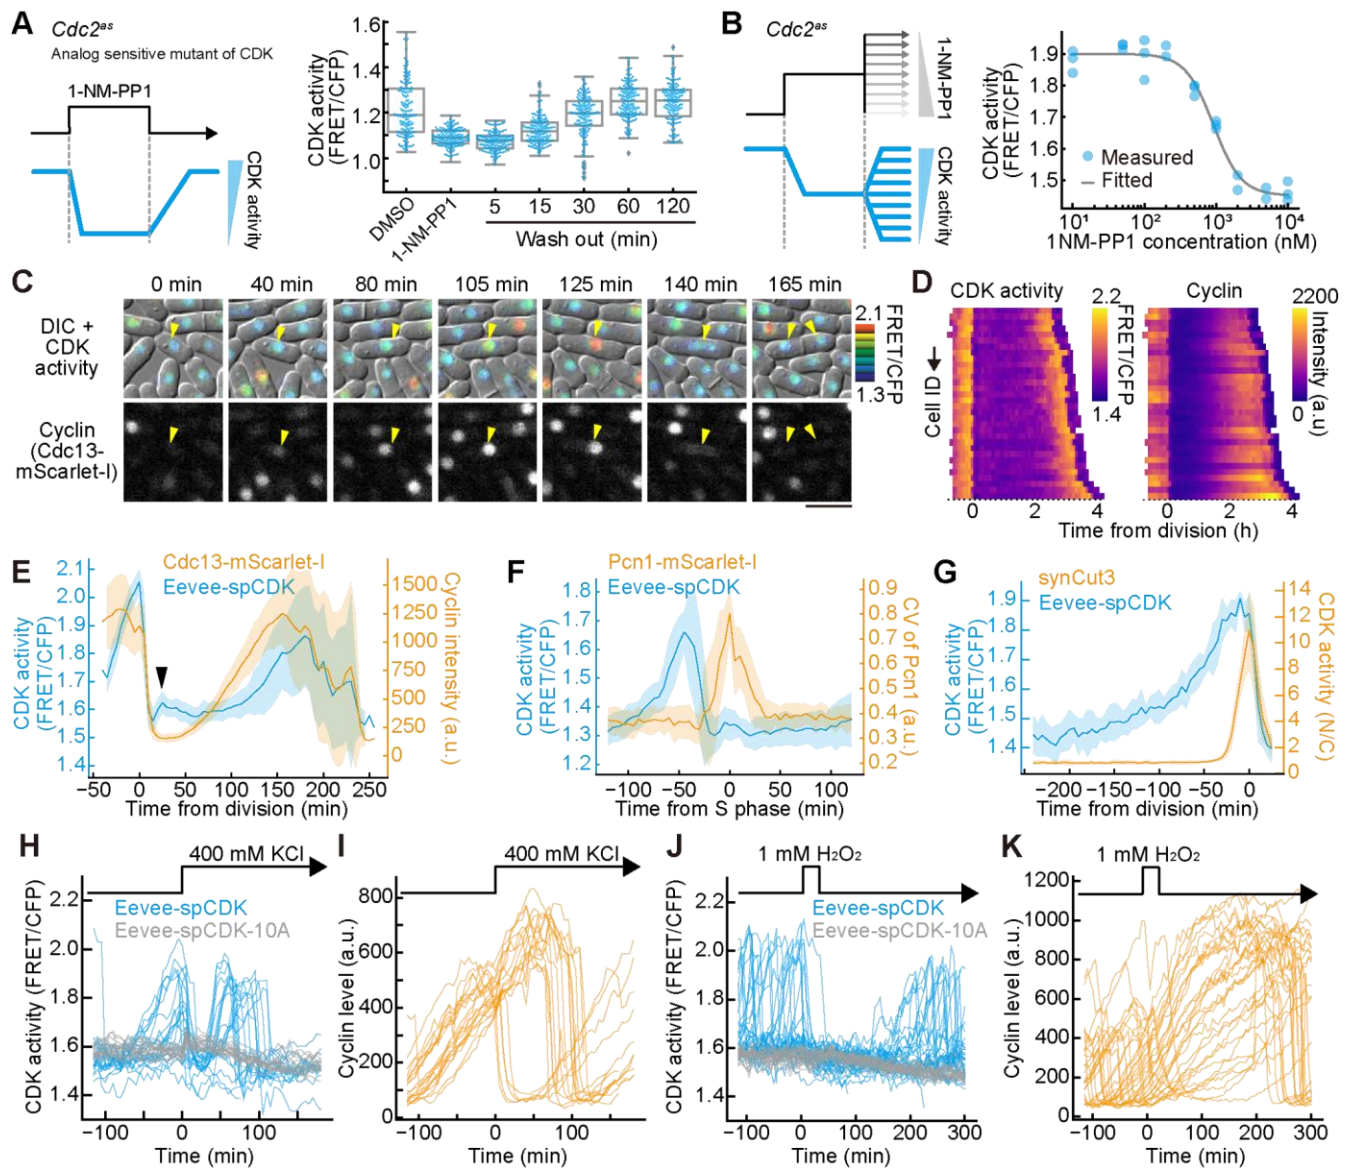 A
Cdc2as
Analog sensitive mutant of CDK
1-NM-PP1
CDK activity
CDK activity
(FRET/CFP)
1.6
1.4
1.2
1.0
DMSO
1-NM-PP1
5
15
30
60
120
Wash out (min)
B
Cdc2as
1-NM-PP1
CDK activity
CDK activity
(FRET/CFP)
1.9
1.8
1.7
1.6
1.5
Measured
Fitted
10¹
10²
10³
10⁴
1NM-PP1 concentration (nM)
C
0 min
40 min
80 min
105 min
125 min
140 min
165 min
DIC +
CDK
activity
2.1
FRET/CFP
1.3
Cyclin
(Cdc13-
mScarlet-I)
D
CDK activity
Cyclin
2.2
FRET/CFP
1.4
2200
Intensity (a.u)
0
Cell ID
0
2
4
0
2
4
Time from division (h)
E
Cdc13-mScarlet-I
Eevee-spCDK
CDK activity
(FRET/CFP)
2.1
2.0
1.9
1.8
1.7
1.6
1.5
1.4
1500
1250
1000
750
500
250
0
Cyclin intensity (a.u.)
−50
0
50
100
150
200
250
Time from division (min)
F
Pcn1-mScarlet-I
Eevee-spCDK
CDK activity
(FRET/CFP)
1.8
1.7
1.6
1.5
1.4
1.3
1.2
0.9
0.8
0.7
0.6
0.5
0.4
0.3
0.2
CV of Pcn1 (a.u.)
−100
−50
0
50
100
Time from S phase (min)
G
synCut3
Eevee-spCDK
CDK activity
(FRET/CFP)
1.9
1.8
1.7
1.6
1.5
1.4
14
12
10
8
6
4
2
0
CDK activity (N/C)
−200
−150
−100
−50
0
Time from division (min)
H
400 mM KCl
Eevee-spCDK
Eevee-spCDK-10A
CDK activity (FRET/CFP)
2.2
2.0
1.8
1.6
1.4
−100
0
100
Time (min)
I
400 mM KCl
Cyclin level (a.u.)
800
600
400
200
0
−100
0
100
Time (min)
J
1 mM H₂O₂
Eevee-spCDK
Eevee-spCDK-10A
CDK activity (FRET/CFP)
2.2
2.0
1.8
1.6
1.4
−100
0
100
200
300
Time (min)
K
1 mM H₂O₂
Cyclin level (a.u.)
1200
1000
800
600
400
200
0
−100
0
100
200
300
Time (min)